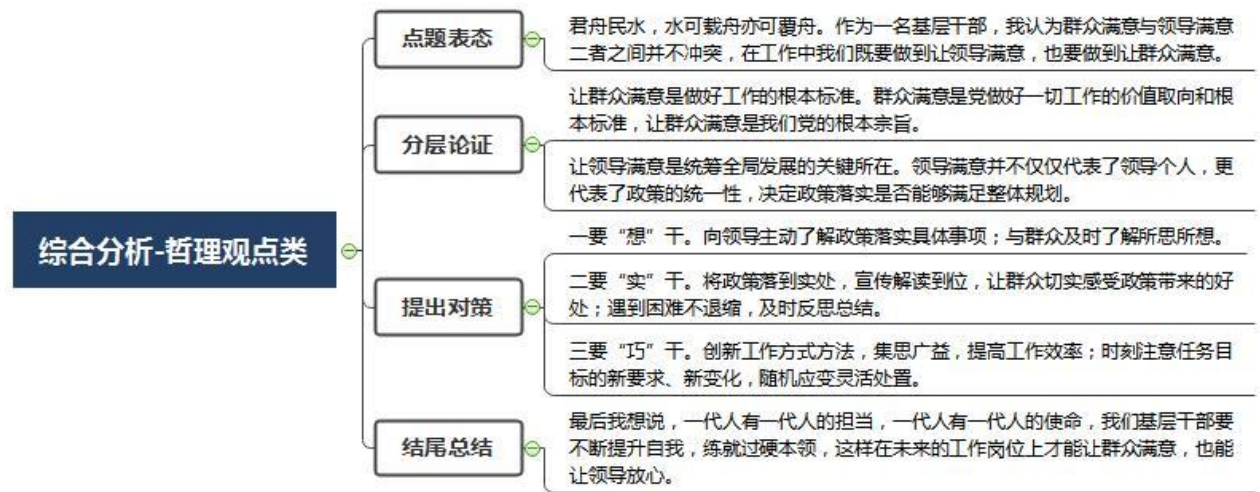 综合分析-哲理观点类
点题表态
君舟民水，水可载舟亦可覆舟。作为一名基层干部，我认为群众满意与领导满意
二者之间并不冲突，在工作中我们既要做到让领导满意，也要做到让群众满意。
分层论证
让群众满意是做好工作的根本标准。群众满意是党做好一切工作的价值取向和根
本标准，让群众满意是我们党的根本宗旨。
让领导满意是统筹全局发展的关键所在。领导满意并不仅仅代表了领导个人，更
代表了政策的统一性，决定政策落实是否能够满足整体规划。
提出对策
一要“想”干。向领导主动了解政策落实具体事项；与群众及时了解所思所想。
二要“实”干。将政策落到实处，宣传解读到位，让群众切实感受政策带来的好
处；遇到困难不退缩，及时反思总结。
三要“巧”干。创新工作方式方法，集思广益，提高工作效率；时刻注意任务目
标的新要求、新变化，随机应变灵活处置。
结尾总结
最后我想说，一代人有一代人的担当，一代人有一代人的使命，我们基层干部要
不断提升自我，练就过硬本领，这样在未来的工作岗位上才能让群众满意，也能
让领导放心。